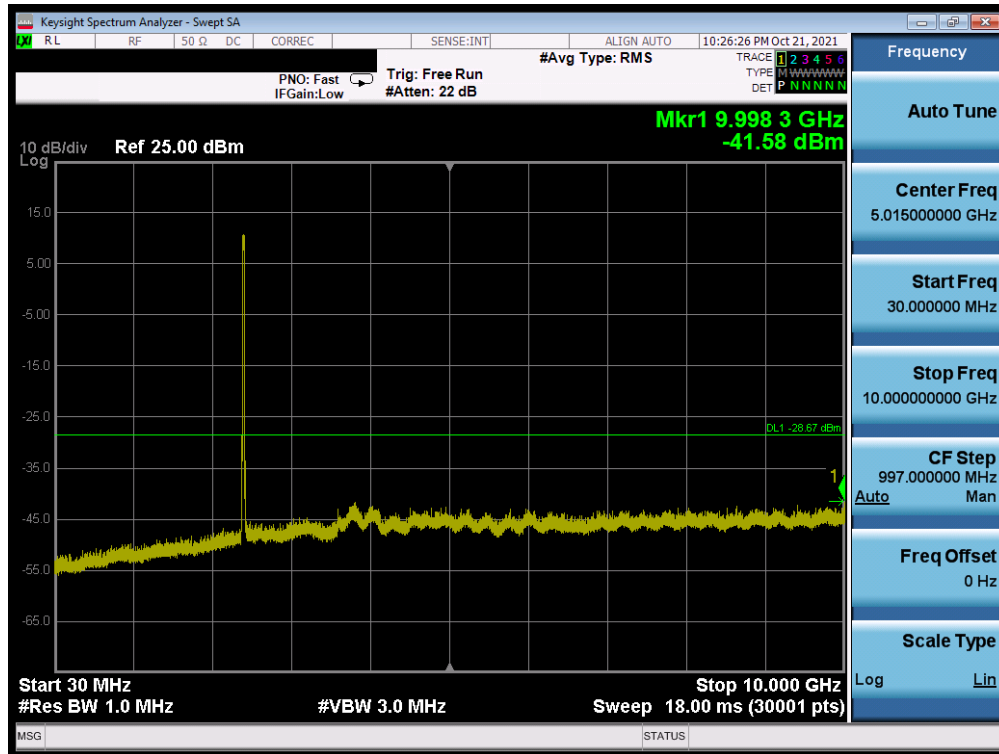 Keysight Spectrum Analyzer - Swept SA
LXI RL RF 50 Ω DC CORREC SENSE:INT ALIGN AUTO 10:26:26 PM Oct 21, 2021
PNO: Fast
IFGain:Low
Trig: Free Run
#Atten: 22 dB
#Avg Type: RMS
TRACE 1 2 3 4 5 6
TYPE M WWWWW
DET P N N N N N
Mkr1 9.998 3 GHz
-41.58 dBm
10 dB/div Ref 25.00 dBm
Log
15.0
5.00
-5.00
-15.0
-25.0
DL1 -28.67 dBm
-35.0
1
-45.0
-55.0
-65.0
Start 30 MHz Stop 10.000 GHz
#Res BW 1.0 MHz #VBW 3.0 MHz Sweep 18.00 ms (30001 pts)
MSG STATUS
Frequency
Auto Tune
Center Freq
5.015000000 GHz
Start Freq
30.000000 MHz
Stop Freq
10.000000000 GHz
CF Step
997.000000 MHz
Auto Man
Freq Offset
0 Hz
Scale Type
Log Lin